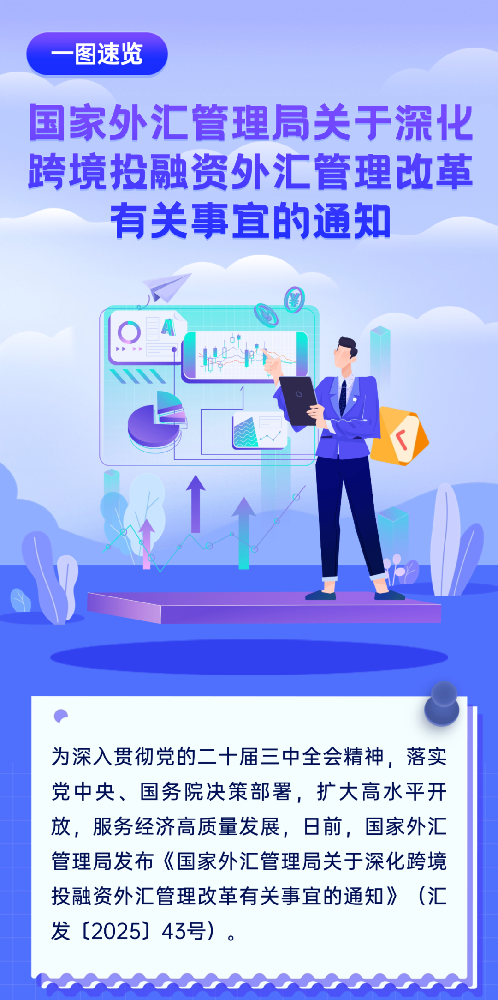 一图速览
国家外汇管理局关于深化
跨境投融资外汇管理改革
有关事宜的通知
A
¥
为深入贯彻党的二十届三中全会精神，落实
党中央、国务院决策部署，扩大高水平开
放，服务经济高质量发展，日前，国家外汇
管理局发布《国家外汇管理局关于深化跨境
投融资外汇管理改革有关事宜的通知》（汇
发〔2025〕43号）。